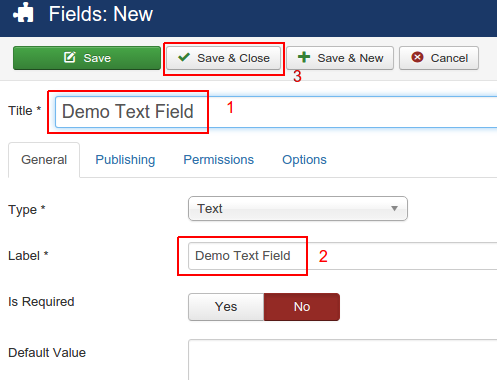 Fields: New
Save Save & Close Save & New Cancel
3
Title * Demo Text Field 1
General Publishing Permissions Options
Type * Text
Label * Demo Text Field 2
Is Required Yes No
Default Value